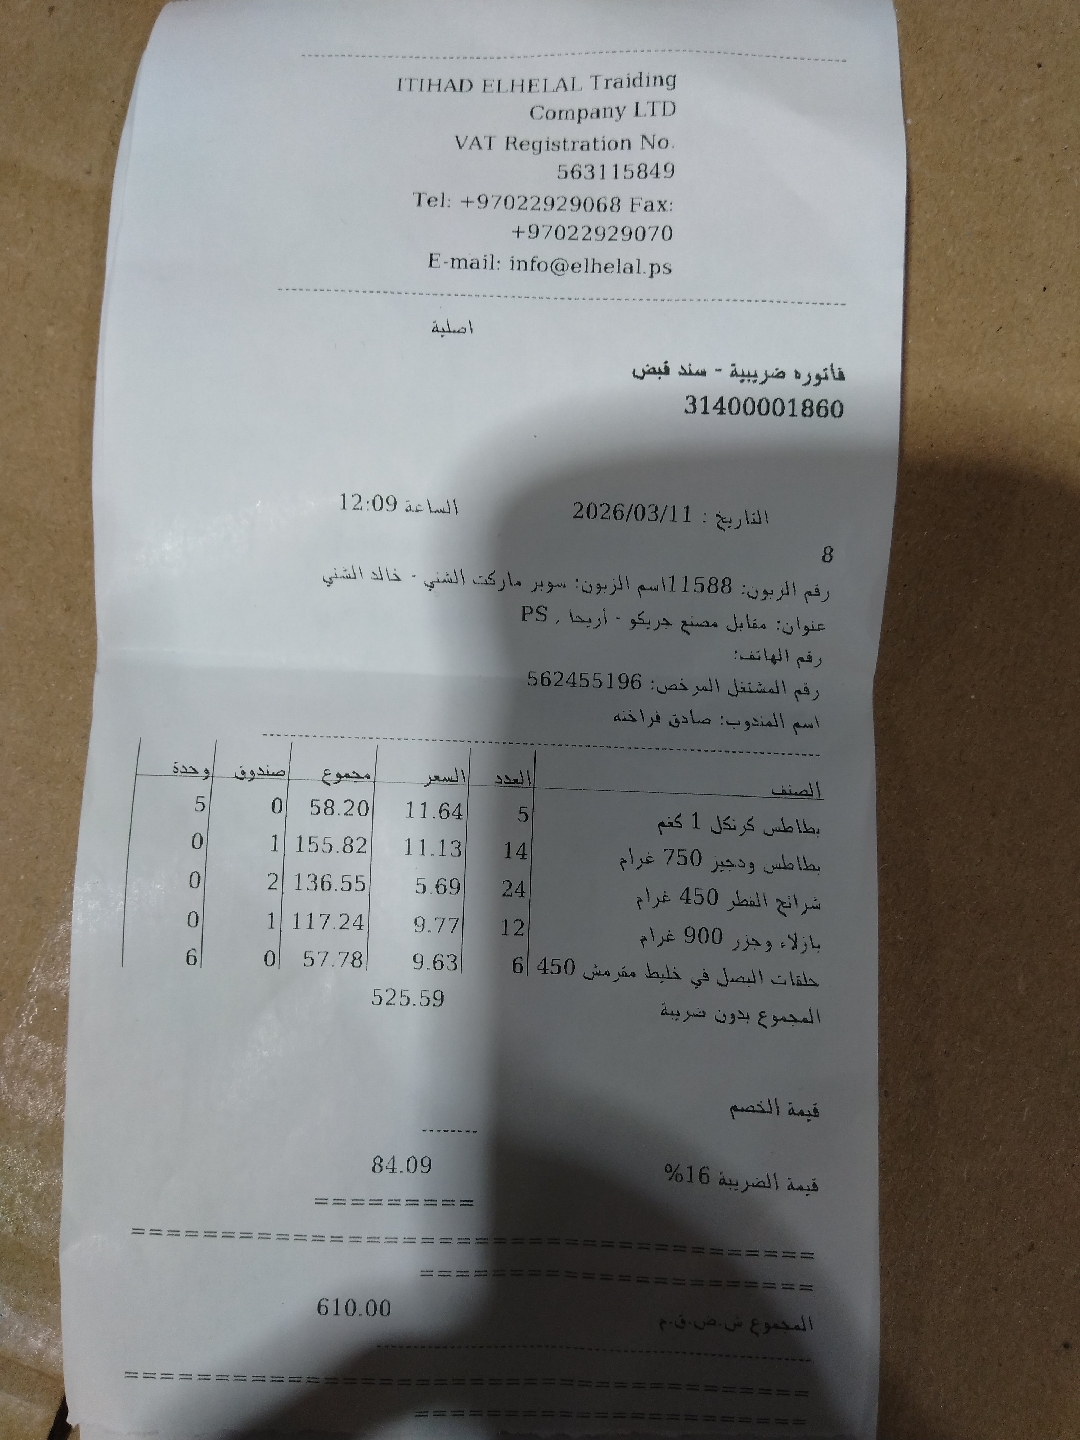 ITIHAD ELHELAL Traiding
Company LTD
VAT Registration No.
563115849
Tel: +97022929068 Fax:
+97022929070
E-mail: info@elhelal.ps
اصلية
فاتوره ضريبية - سند قبض
31400001860
التاريخ : 2026/03/11 الساعة 12:09
8
رقم الزبون: 11588اسم الزبون: سوبر ماركت الشني - خالد الشني
عنوان: مقابل مصنع جريكو - أريحا , PS
رقم الهاتف:
رقم المشتغل المرخص: 562455196
اسم المندوب: صادق فراخنه
الصنف العدد السعر مجموع صندوق وحدة
بطاطس كرنكل 1 كغم 5 11.64 58.20 0 5
بطاطس ودجيز 750 غرام 14 11.13 155.82 1 0
شرائح الفطر 450 غرام 24 5.69 136.55 2 0
بازلاء وجزر 900 غرام 12 9.77 117.24 1 0
حلقات البصل في خليط مقرمش 450 6 9.63 57.78 0 6
المجموع بدون ضريبة 525.59
قيمة الخصم
قيمة الضريبة 16% 84.09
المجموع ش.ض.ق.م 610.00